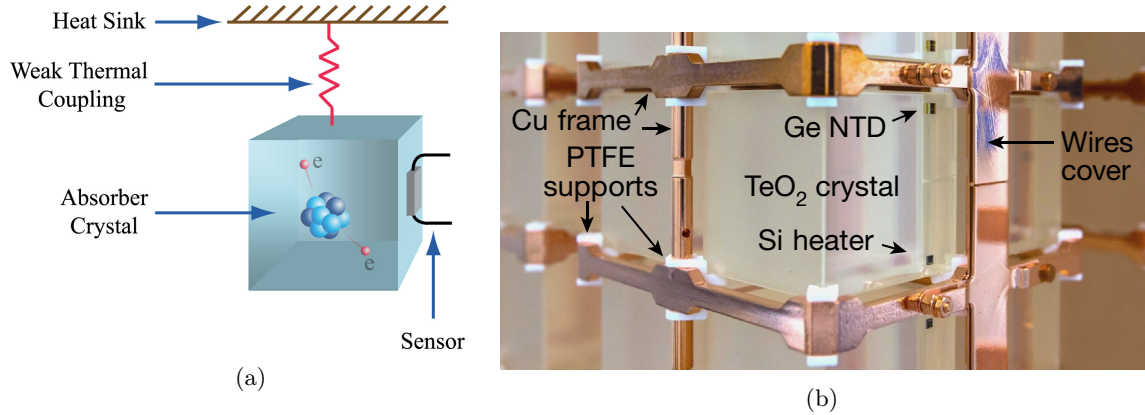 Heat Sink
Weak Thermal
Coupling
Absorber
Crystal
e
e
Sensor
(a)
Cu frame
PTFE
supports
Ge NTD
TeO₂ crystal
Si heater
Wires
cover
(b)